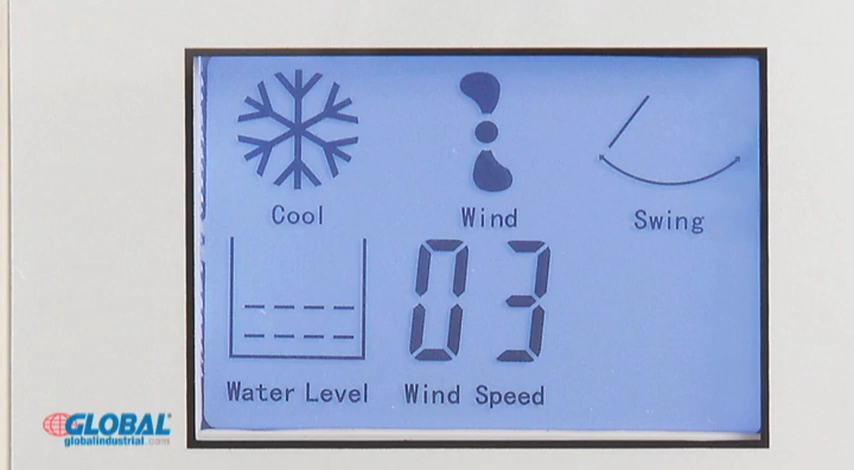 Cool
Wind
Swing
03
Water Level
Wind Speed
GLOBAL
globalindustrial.com